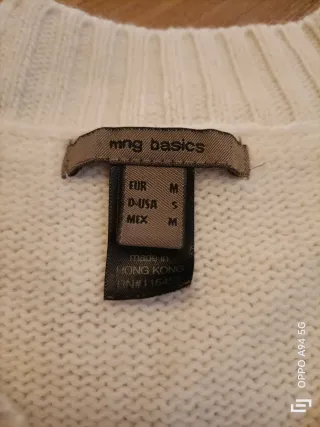 mng basics
EUR M
D-USA S
MEX M
made in
HONG KONG
OPPO A94 5G